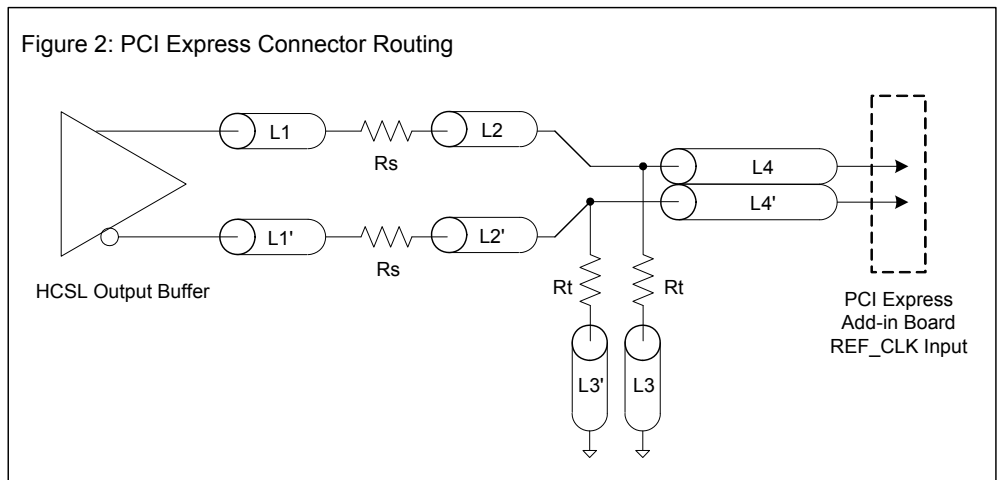 Figure 2: PCI Express Connector Routing
L1
Rs
L2
L4
L4'
L1'
Rs
L2'
HCSL Output Buffer
Rt
Rt
L3'
L3
PCI Express
Add-in Board
REF_CLK Input